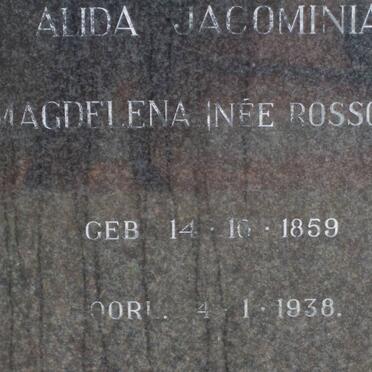 ALIDA JACOMINIA
MAGDELENA (NÉE ROSSO
GEB 14 · 10 · 1859
OORL. 4 · 1 · 1938.